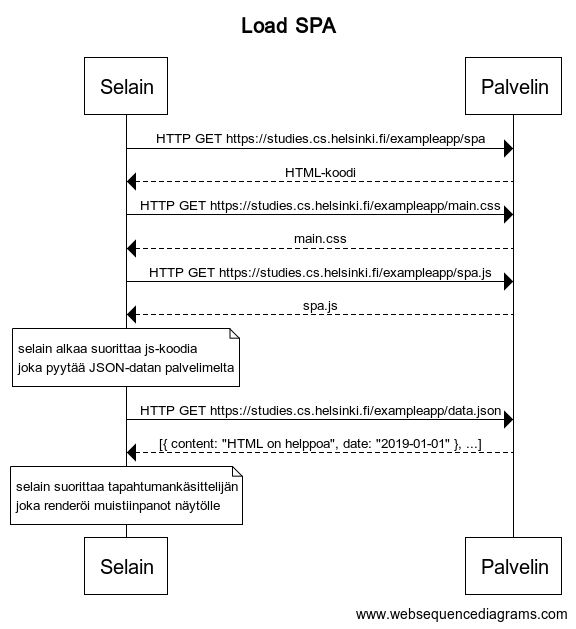 Load SPA
Selain
Palvelin
HTTP GET https://studies.cs.helsinki.fi/exampleapp/spa
HTML-koodi
HTTP GET https://studies.cs.helsinki.fi/exampleapp/main.css
main.css
HTTP GET https://studies.cs.helsinki.fi/exampleapp/spa.js
spa.js
selain alkaa suorittaa js-koodia
joka pyytää JSON-datan palvelimelta
HTTP GET https://studies.cs.helsinki.fi/exampleapp/data.json
[{ content: "HTML on helppoa", date: "2019-01-01" }, ...]
selain suorittaa tapahtumankäsittelijän
joka renderöi muistiinpanot näytölle
Selain
Palvelin
www.websequencediagrams.com